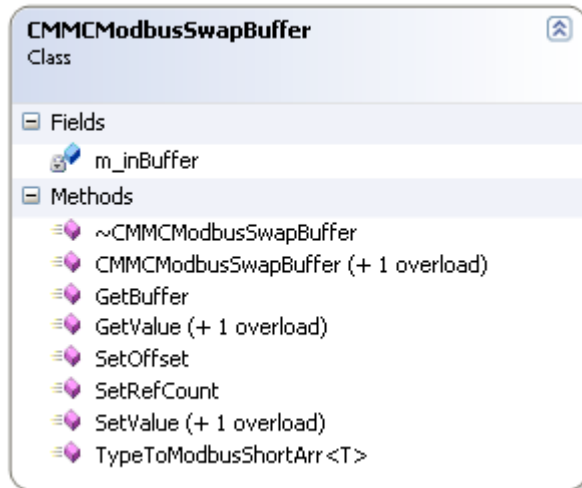 CMMCModbusSwapBuffer
Class
Fields
m_inBuffer
Methods
~CMMCModbusSwapBuffer
CMMCModbusSwapBuffer (+ 1 overload)
GetBuffer
GetValue (+ 1 overload)
SetOffset
SetRefCount
SetValue (+ 1 overload)
TypeToModbusShortArr<T>